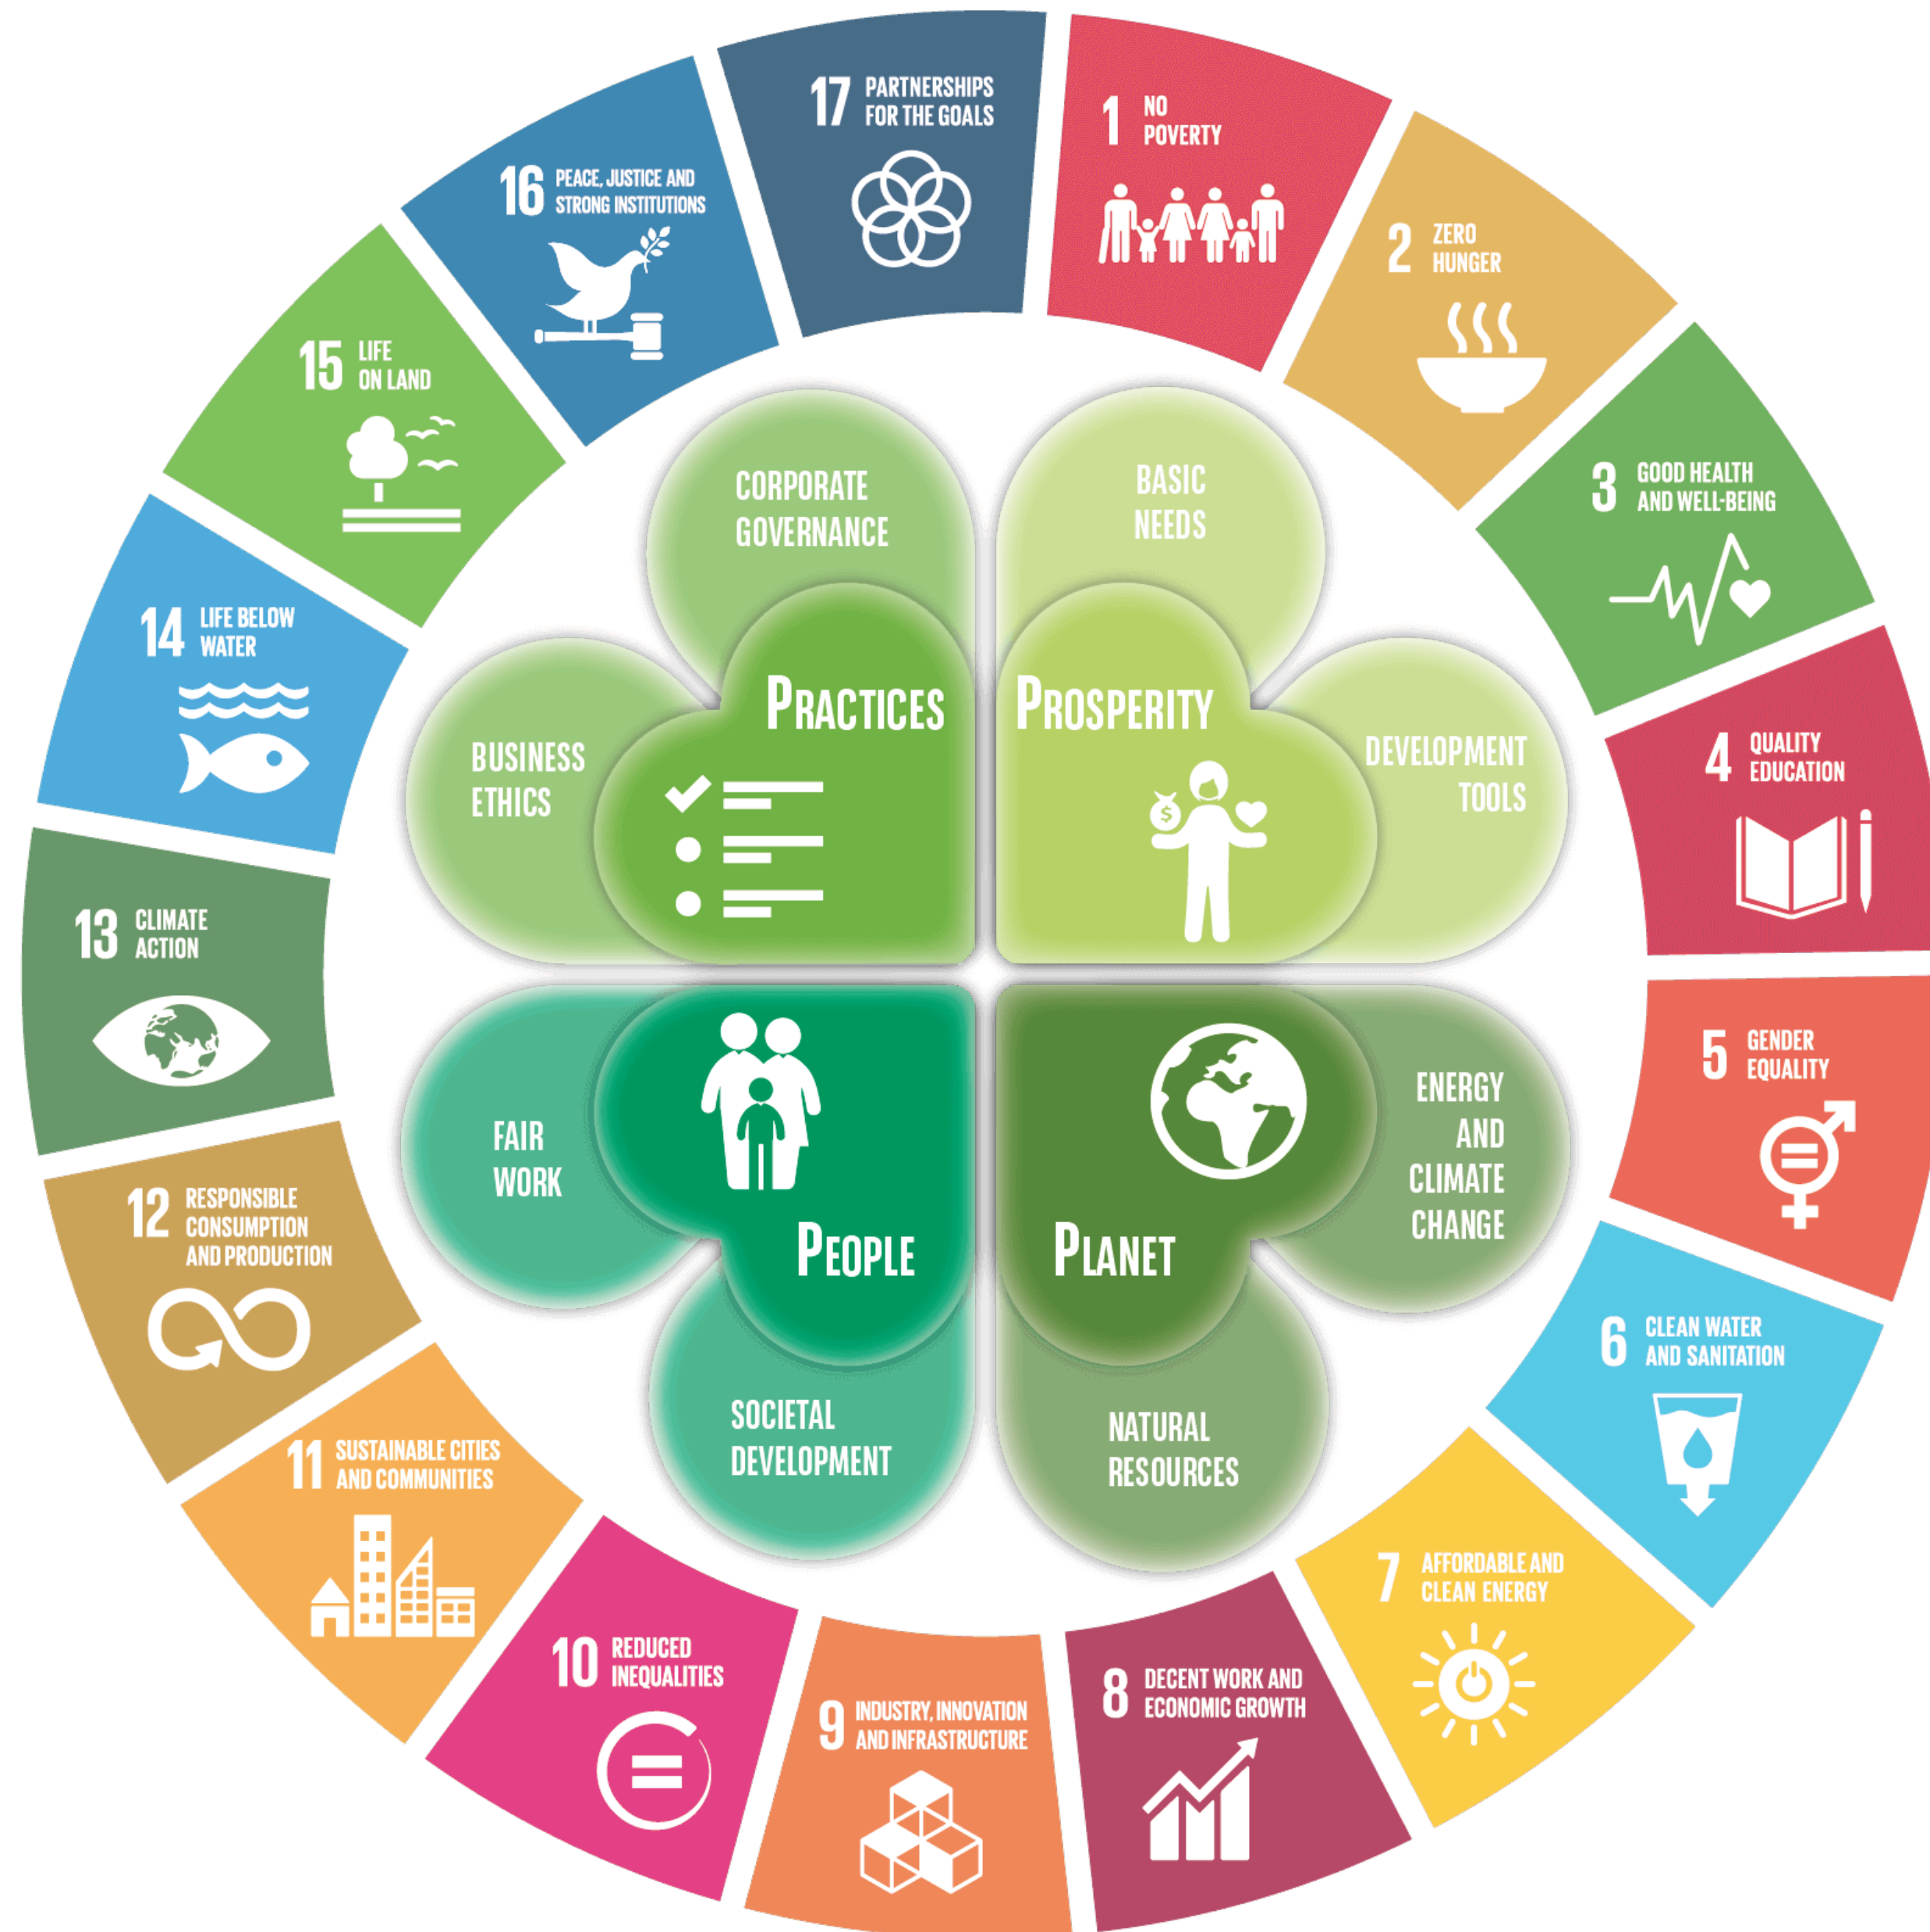 17 PARTNERSHIPS
FOR THE GOALS
1 NO
POVERTY
2 ZERO
HUNGER
3 GOOD HEALTH
AND WELL-BEING
4 QUALITY
EDUCATION
5 GENDER
EQUALITY
6 CLEAN WATER
AND SANITATION
7 AFFORDABLE AND
CLEAN ENERGY
8 DECENT WORK AND
ECONOMIC GROWTH
9 INDUSTRY, INNOVATION
AND INFRASTRUCTURE
10 REDUCED
INEQUALITIES
11 SUSTAINABLE CITIES
AND COMMUNITIES
12 RESPONSIBLE
CONSUMPTION
AND PRODUCTION
13 CLIMATE
ACTION
14 LIFE BELOW
WATER
15 LIFE
ON LAND
16 PEACE, JUSTICE AND
STRONG INSTITUTIONS
CORPORATE
GOVERNANCE
BUSINESS
ETHICS
PRACTICES
BASIC
NEEDS
PROSPERITY
$
DEVELOPMENT
TOOLS
FAIR
WORK
PEOPLE
SOCIETAL
DEVELOPMENT
PLANET
ENERGY
AND
CLIMATE
CHANGE
NATURAL
RESOURCES